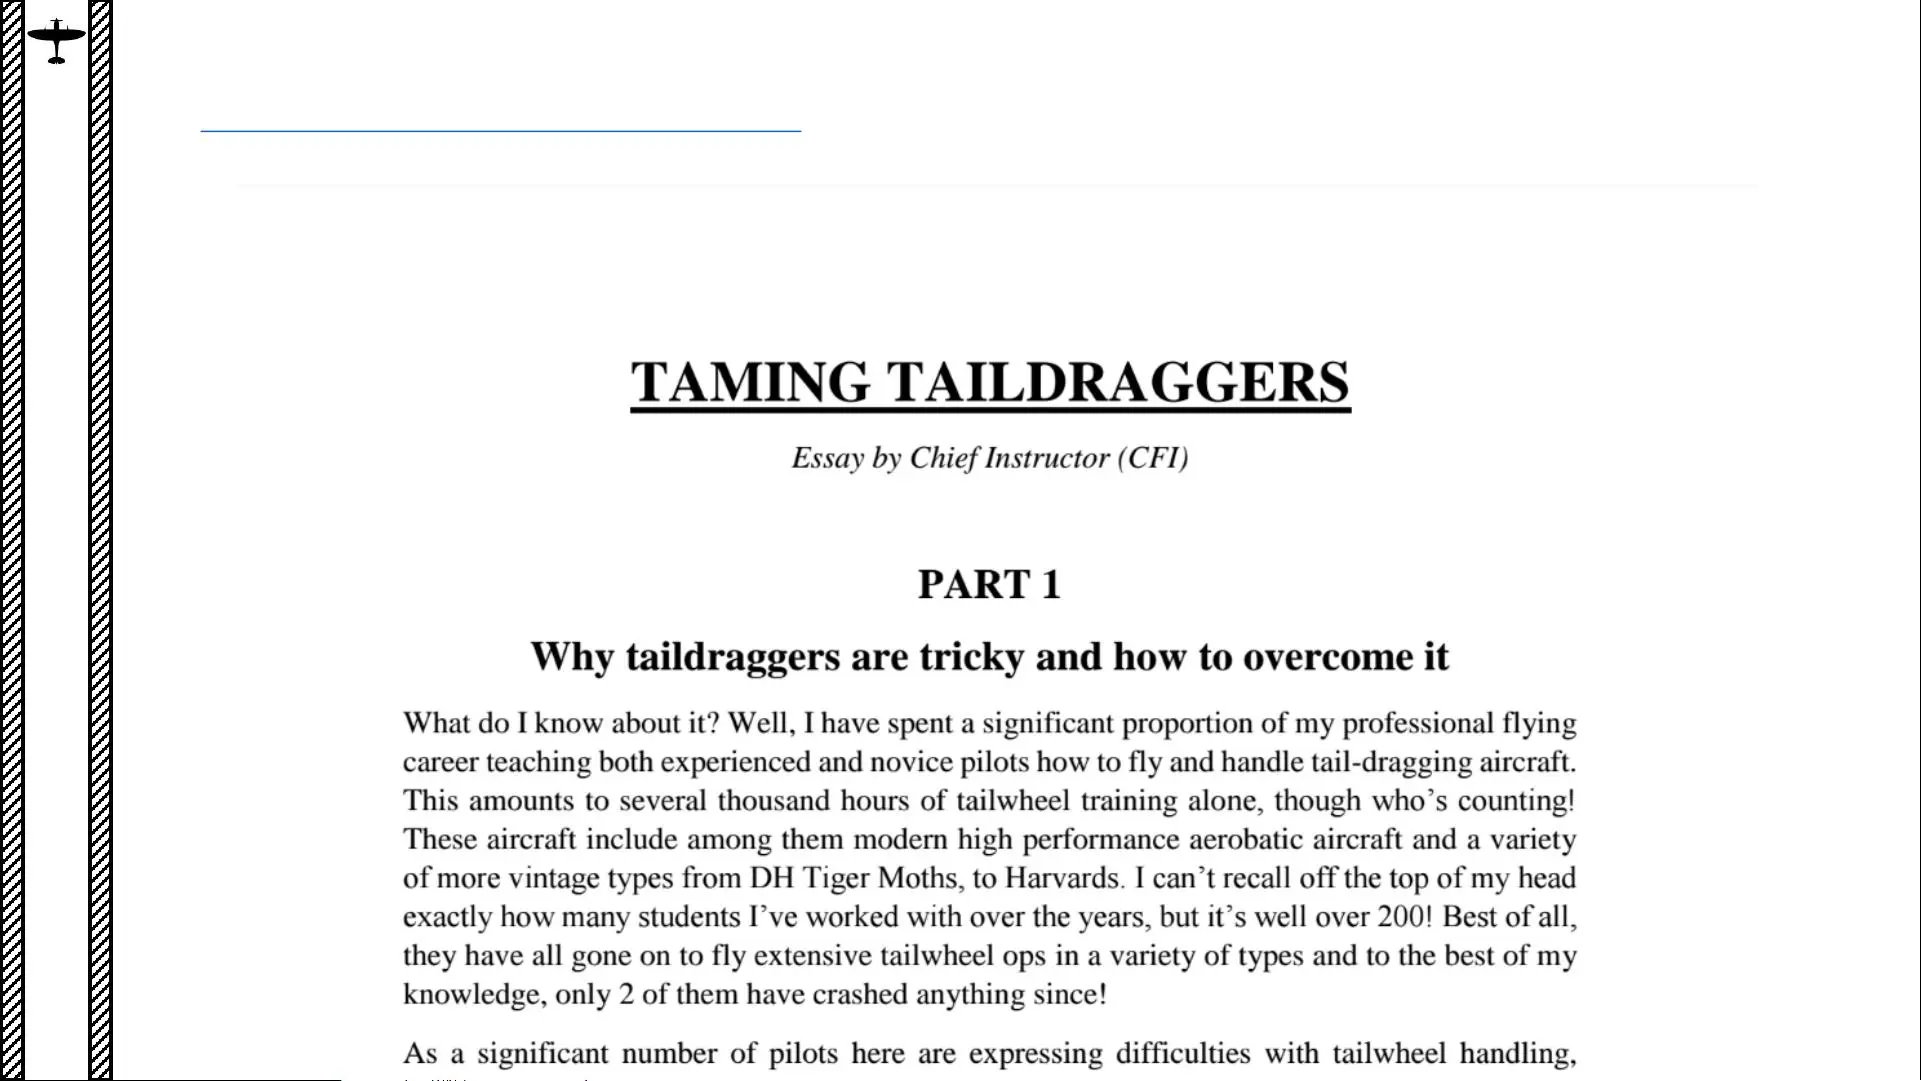 TAMING TAILDRAGGERS
Essay by Chief Instructor (CFI)
PART 1
Why taildraggers are tricky and how to overcome it
What do I know about it? Well, I have spent a significant proportion of my professional flying
career teaching both experienced and novice pilots how to fly and handle tail-dragging aircraft.
This amounts to several thousand hours of tailwheel training alone, though who’s counting!
These aircraft include among them modern high performance aerobatic aircraft and a variety
of more vintage types from DH Tiger Moths, to Harvards. I can’t recall off the top of my head
exactly how many students I’ve worked with over the years, but it’s well over 200! Best of all,
they have all gone on to fly extensive tailwheel ops in a variety of types and to the best of my
knowledge, only 2 of them have crashed anything since!
As a significant number of pilots here are expressing difficulties with tailwheel handling,